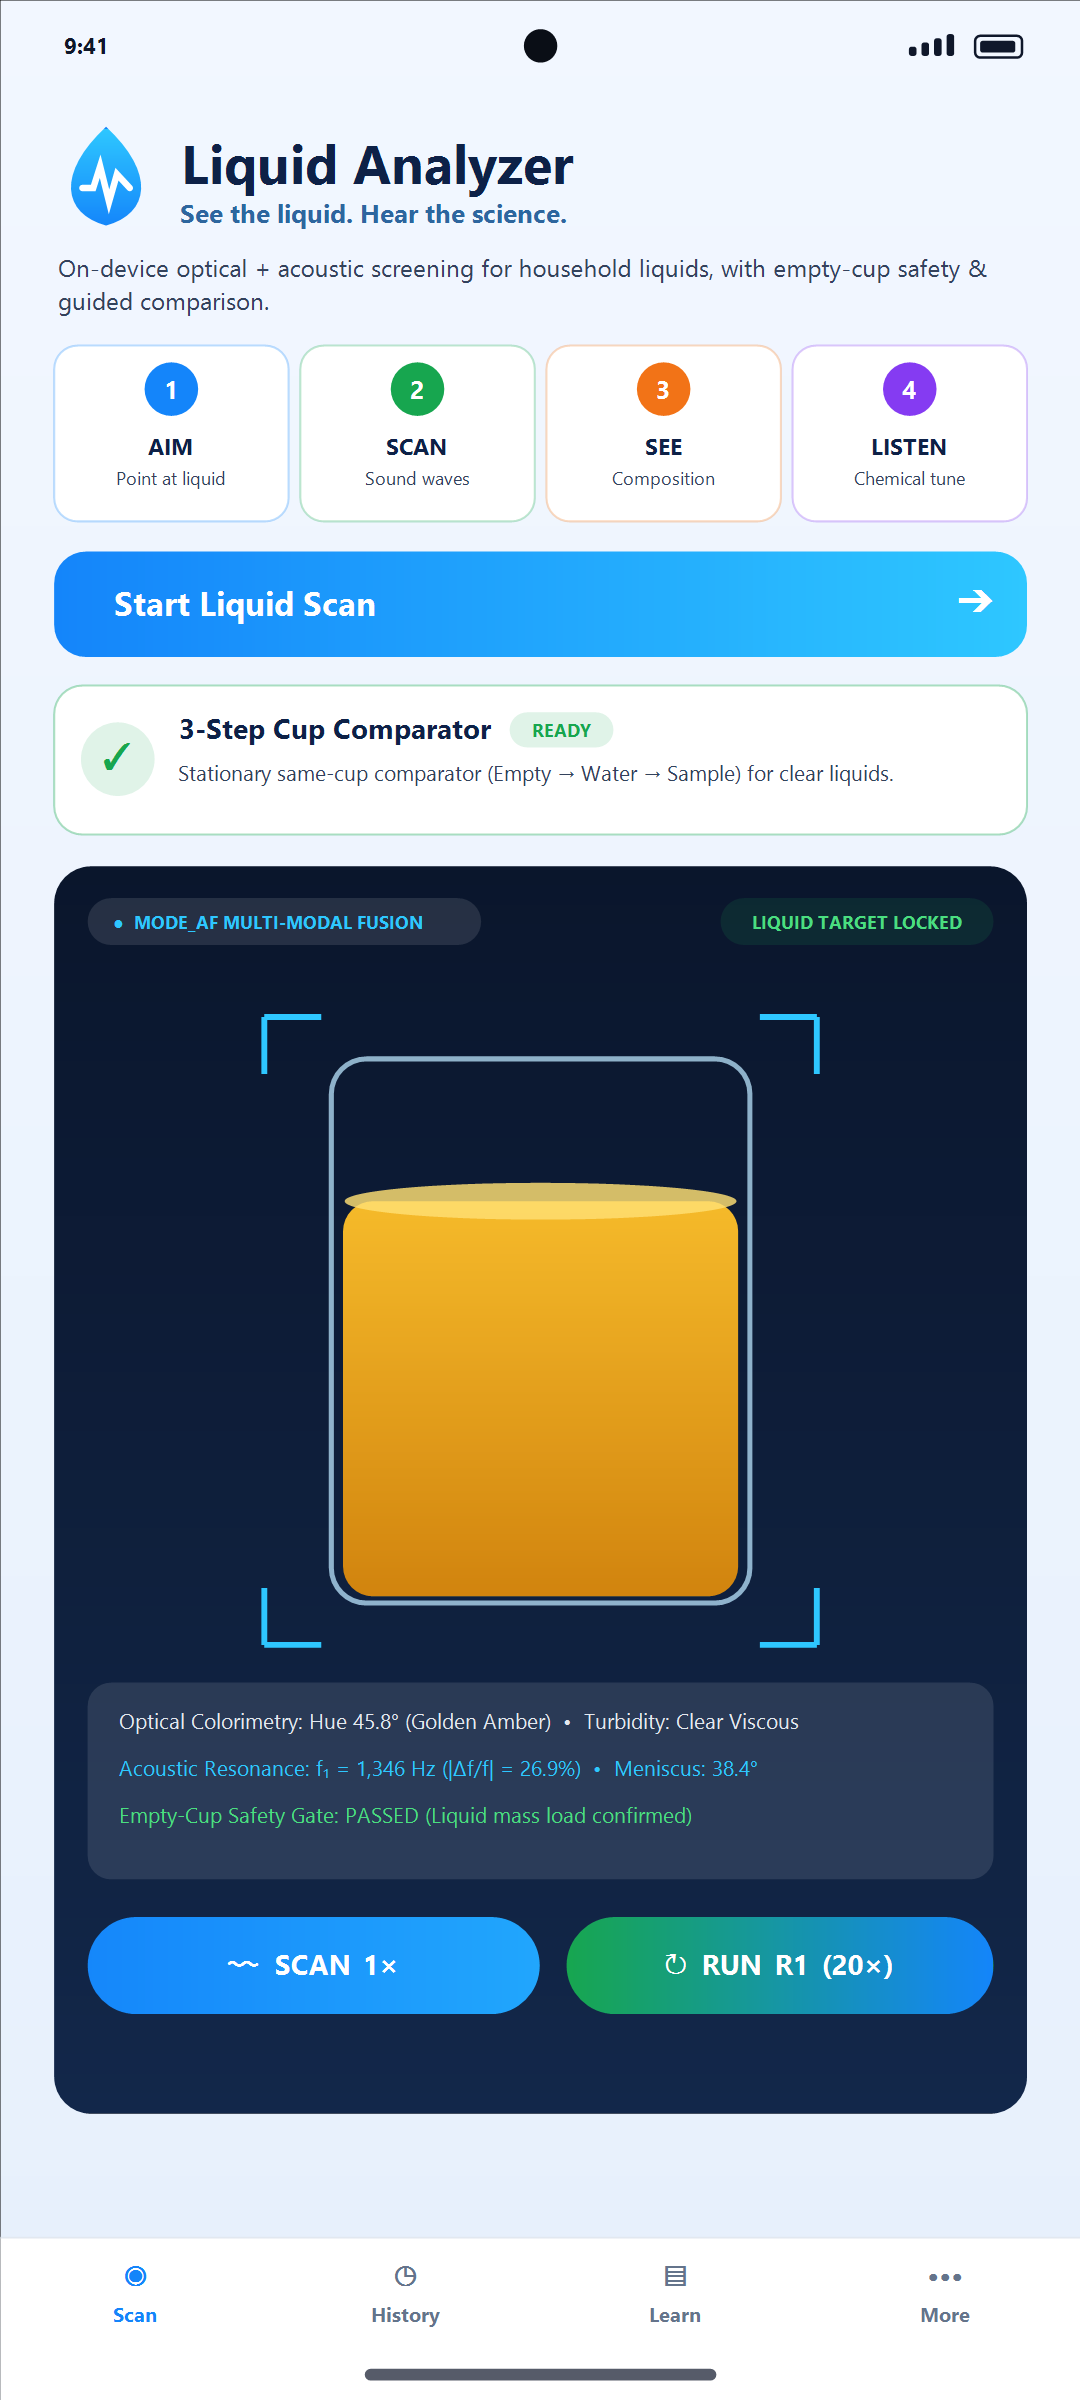 9:41
Liquid Analyzer
See the liquid. Hear the science.
On-device optical + acoustic screening for household liquids, with empty-cup safety &
guided comparison.
1
AIM
Point at liquid
2
SCAN
Sound waves
3
SEE
Composition
4
LISTEN
Chemical tune
Start Liquid Scan →
3-Step Cup Comparator READY
✓
Stationary same-cup comparator (Empty → Water → Sample) for clear liquids.
● MODE_AF MULTI-MODAL FUSION
LIQUID TARGET LOCKED
Optical Colorimetry: Hue 45.8° (Golden Amber) • Turbidity: Clear Viscous
Acoustic Resonance: f₁ = 1,346 Hz (|Δf/f| = 26.9%) • Meniscus: 38.4°
Empty-Cup Safety Gate: PASSED (Liquid mass load confirmed)
SCAN 1×
↻ RUN R1 (20×)
Scan
History
Learn
More